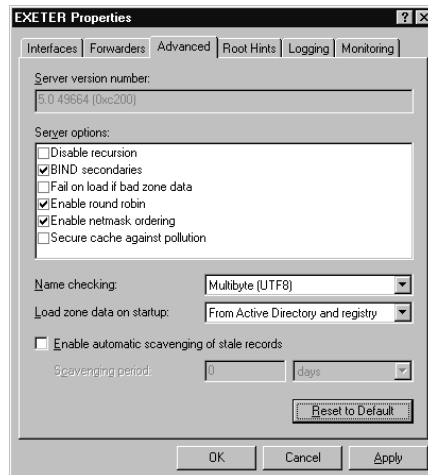 EXETER Properties
Interfaces Forwarders Advanced Root Hints Logging Monitoring
Server version number:
5.0 49664 (0xc200)
Server options:
Disable recursion
BIND secondaries
Fail on load if bad zone data
Enable round robin
Enable netmask ordering
Secure cache against pollution
Name checking: Multibyte (UTF8)
Load zone data on startup: From Active Directory and registry
Enable automatic scavenging of stale records
Scavenging period: 0 days
Reset to Default
OK Cancel Apply